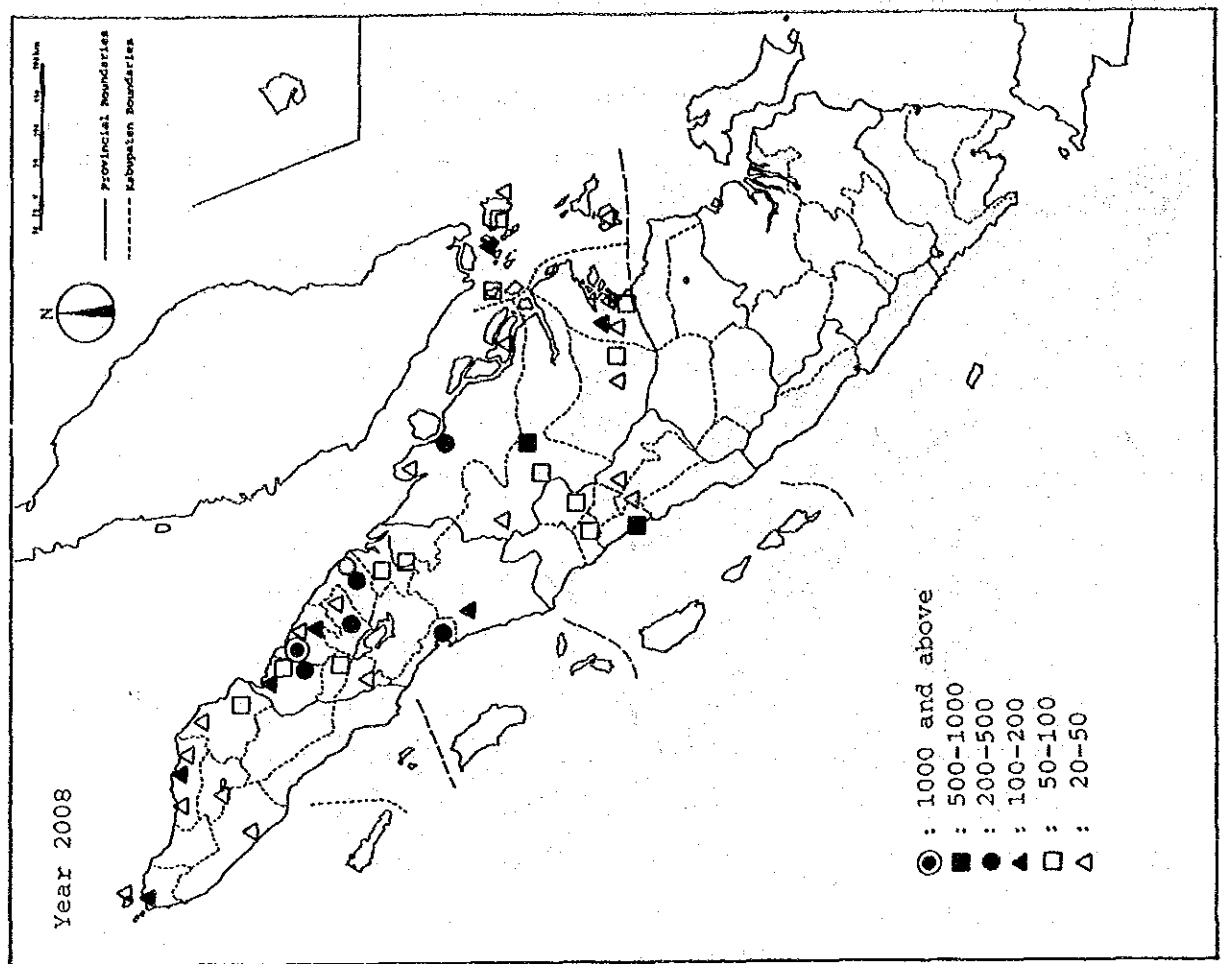 Year 2008
N
Provincial Boundaries
Kabupaten Boundaries
: 1000 and above
: 500-1000
: 200-500
: 100-200
: 50-100
: 20-50